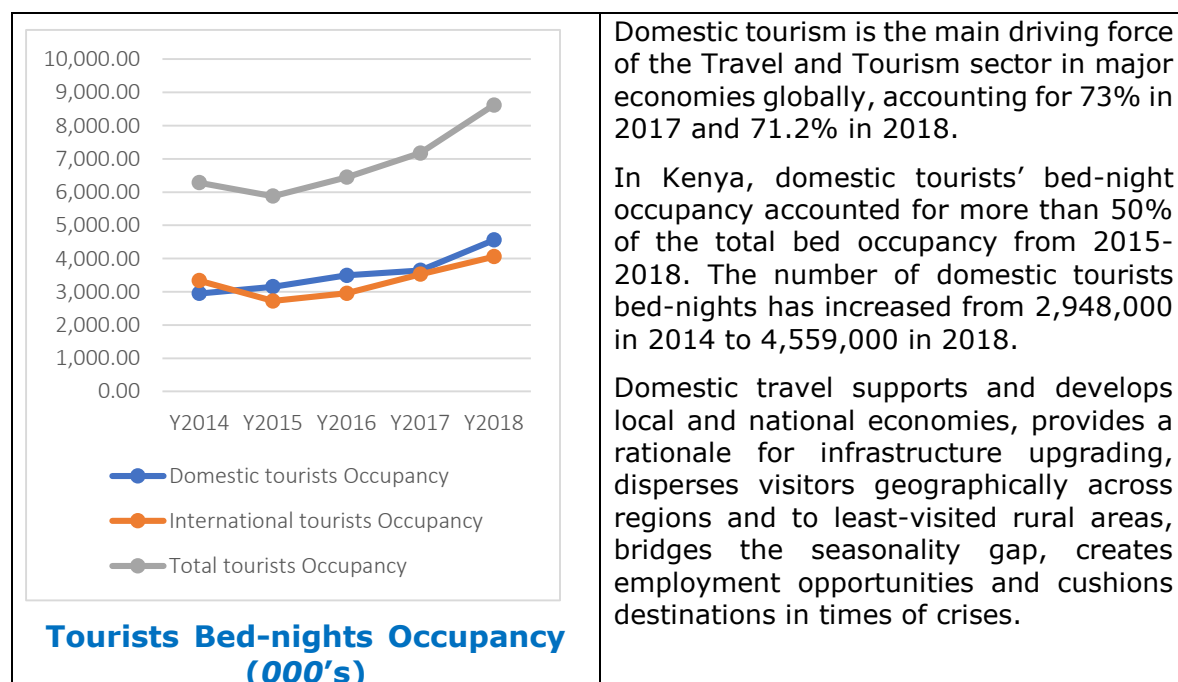 10,000.00
9,000.00
8,000.00
7,000.00
6,000.00
5,000.00
4,000.00
3,000.00
2,000.00
1,000.00
0.00
Y2014 Y2015 Y2016 Y2017 Y2018
Domestic tourists Occupancy
International tourists Occupancy
Total tourists Occupancy
Tourists Bed-nights Occupancy
(000's)
Domestic tourism is the main driving force
of the Travel and Tourism sector in major
economies globally, accounting for 73% in
2017 and 71.2% in 2018.
In Kenya, domestic tourists’ bed-night
occupancy accounted for more than 50%
of the total bed occupancy from 2015-
2018. The number of domestic tourists
bed-nights has increased from 2,948,000
in 2014 to 4,559,000 in 2018.
Domestic travel supports and develops
local and national economies, provides a
rationale for infrastructure upgrading,
disperses visitors geographically across
regions and to least-visited rural areas,
bridges the seasonality gap, creates
employment opportunities and cushions
destinations in times of crises.